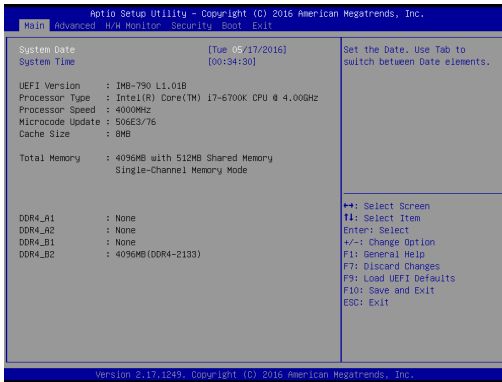 Aptio Setup Utility – Copyright (C) 2016 American Megatrends, Inc.
Main Advanced H/W Monitor Security Boot Exit
System Date [Tue 05/17/2016]
System Time [00:34:30]
UEFI Version : IMB-790 L1.01B
Processor Type : Intel(R) Core(TM) i7-6700K CPU @ 4.00GHz
Processor Speed : 4000MHz
Microcode Update : 506E3/76
Cache Size : 8MB
Total Memory : 4096MB with 512MB Shared Memory
Single-Channel Memory Mode
DDR4_A1 : None
DDR4_A2 : None
DDR4_B1 : None
DDR4_B2 : 4096MB(DDR4-2133)
Set the Date. Use Tab to
switch between Date elements.
↔: Select Screen
↑↓: Select Item
Enter: Select
+/-: Change Option
F1: General Help
F7: Discard Changes
F9: Load UEFI Defaults
F10: Save and Exit
ESC: Exit
Version 2.17.1249. Copyright (C) 2016 American Megatrends, Inc.